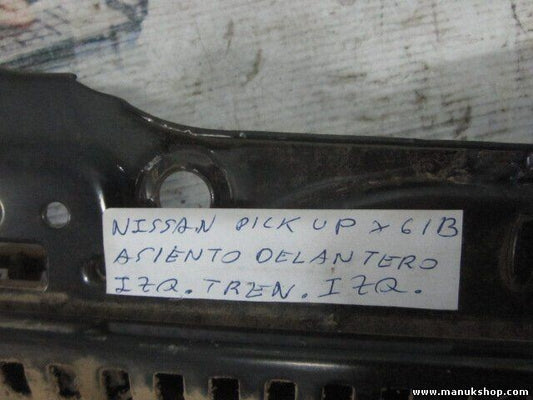 NISSAN PICK UP X61B
ASIENTO DELANTERO
IZQ. TREN. IZQ.
www.manukshop.com